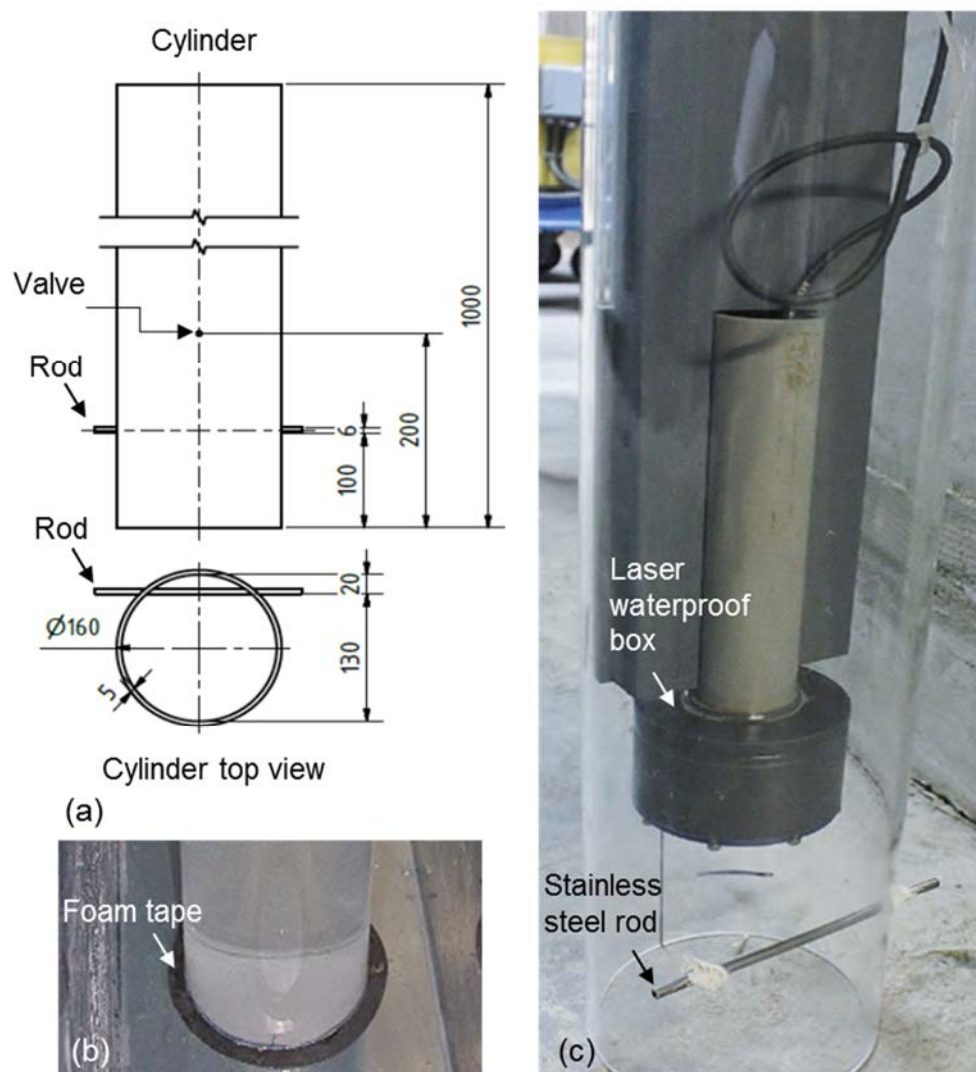 Cylinder
Valve
Rod
1000
200
6
100
Rod
20
Ø160
130
5
Cylinder top view
(a)
Foam tape
(b)
Laser
waterproof
box
Stainless
steel rod
(c)